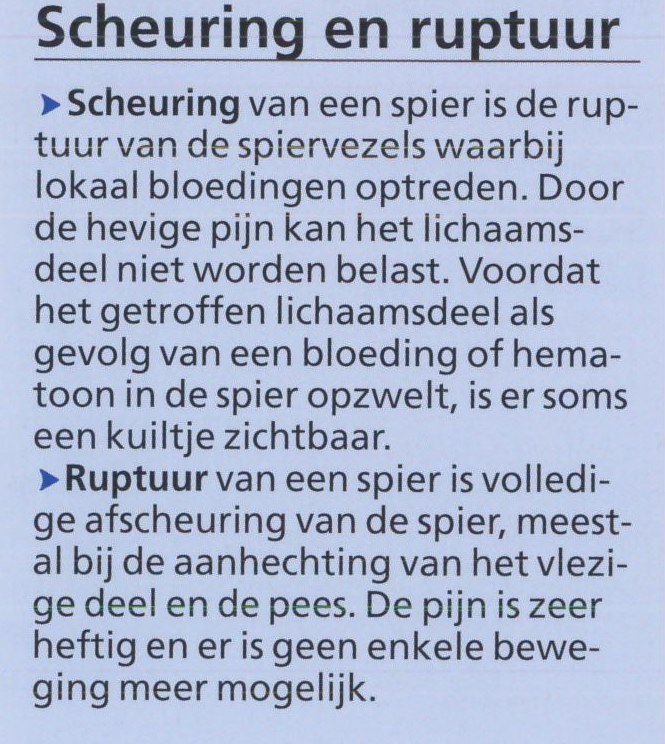 Scheuring en ruptuur
➤ Scheuring van een spier is de rup-
tuur van de spiervezels waarbij
lokaal bloedingen optreden. Door
de hevige pijn kan het lichaams-
deel niet worden belast. Voordat
het getroffen lichaamsdeel als
gevolg van een bloeding of hema-
toon in de spier opzwelt, is er soms
een kuiltje zichtbaar.
➤ Ruptuur van een spier is volledi-
ge afscheuring van de spier, meest-
al bij de aanhechting van het vlezi-
ge deel en de pees. De pijn is zeer
heftig en er is geen enkele bewe-
ging meer mogelijk.